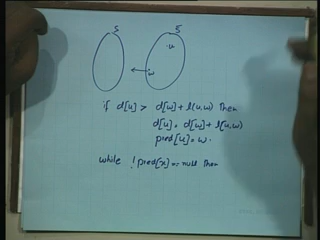 S S̄
.u
w
if d[u] > d[w] + l(u,w) then
d[u] = d[w] + l(u,w)
pred[u] = w.
while ! pred[x] == null then